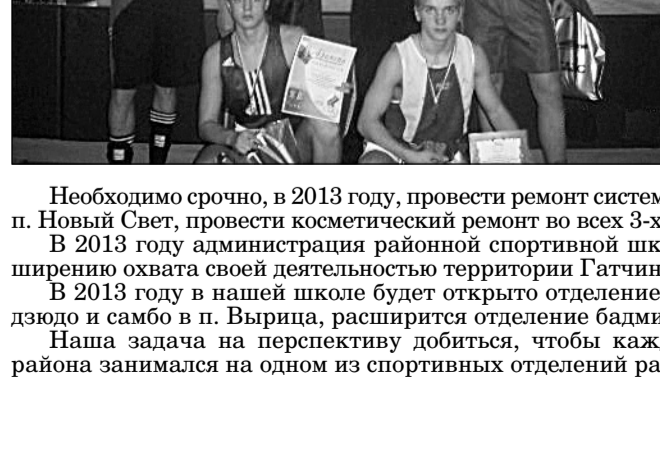 Необходимо срочно, в 2013 году, провести ремонт систем
п. Новый Свет, провести косметический ремонт во всех 3-х
В 2013 году администрация районной спортивной шк
ширению охвата своей деятельностью территории Гатчин
В 2013 году в нашей школе будет открыто отделение
дзюдо и самбо в п. Вырица, расширится отделение бадми
Наша задача на перспективу добиться, чтобы каж
района занимался на одном из спортивных отделений ра